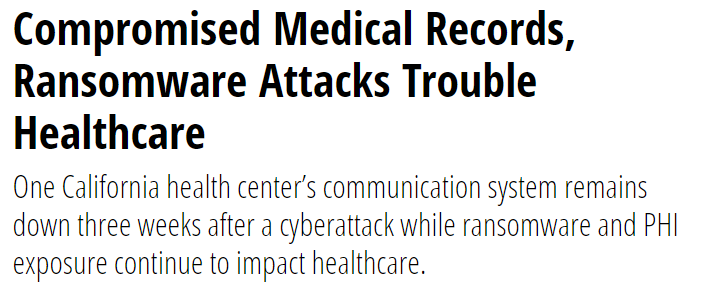 Compromised Medical Records,
Ransomware Attacks Trouble
Healthcare
One California health center’s communication system remains
down three weeks after a cyberattack while ransomware and PHI
exposure continue to impact healthcare.